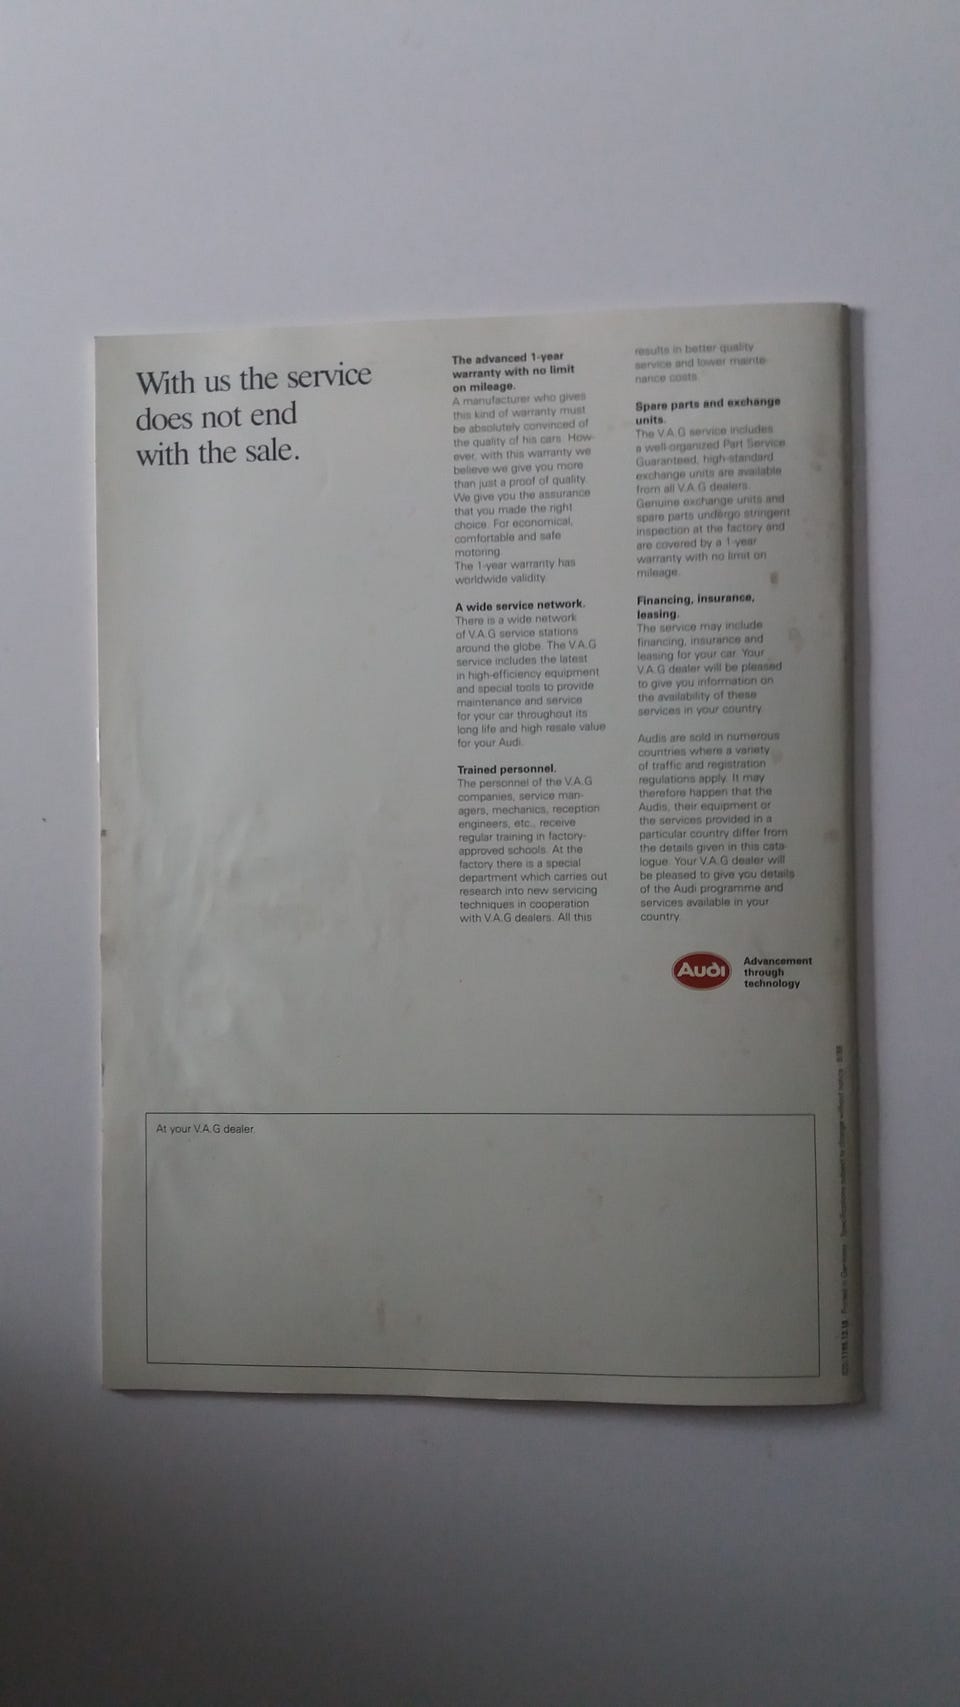 With us the service
does not end
with the sale.
The advanced 1-year
warranty with no limit
on mileage.
A manufacturer who gives
this kind of warranty must
be absolutely convinced of
the quality of his cars. How-
ever, with this warranty we
believe we give you more
than just a proof of quality.
We give you the assurance
that you made the right
choice. For economical,
comfortable and safe
motoring.
The 1-year warranty has
worldwide validity.
A wide service network.
There is a wide network
of V.A.G service stations
around the globe. The V.A.G
service includes the latest
in high-efficiency equipment
and special tools to provide
maintenance and service
for your car throughout its
long life and high resale value
for your Audi.
Trained personnel.
The personnel of the V.A.G
companies, service man-
agers, mechanics, reception
engineers, etc., receive
regular training in factory-
approved schools. At the
factory there is a special
department which carries out
research into new servicing
techniques in cooperation
with V.A.G dealers. All this
results in better quality
service and lower mainte-
nance costs.
Spare parts and exchange
units.
The V.A.G service includes
a well-organized Part Service.
Guaranteed, high-standard
exchange units are available
from all V.A.G dealers.
Genuine exchange units and
spare parts undergo stringent
inspection at the factory and
are covered by a 1-year
warranty with no limit on
mileage.
Financing, insurance,
leasing.
The service may include
financing, insurance and
leasing for your car. Your
V.A.G dealer will be pleased
to give you information on
the availability of these
services in your country.
Audis are sold in numerous
countries where a variety
of traffic and registration
regulations apply. It may
therefore happen that the
Audis, their equipment or
the services provided in a
particular country differ from
the details given in this cata-
logue. Your V.A.G dealer will
be pleased to give you details
of the Audi programme and
services available in your
country.
Audi
Advancement
through
technology
At your V.A.G dealer.
Printed in Germany Specifications subject to change without notice